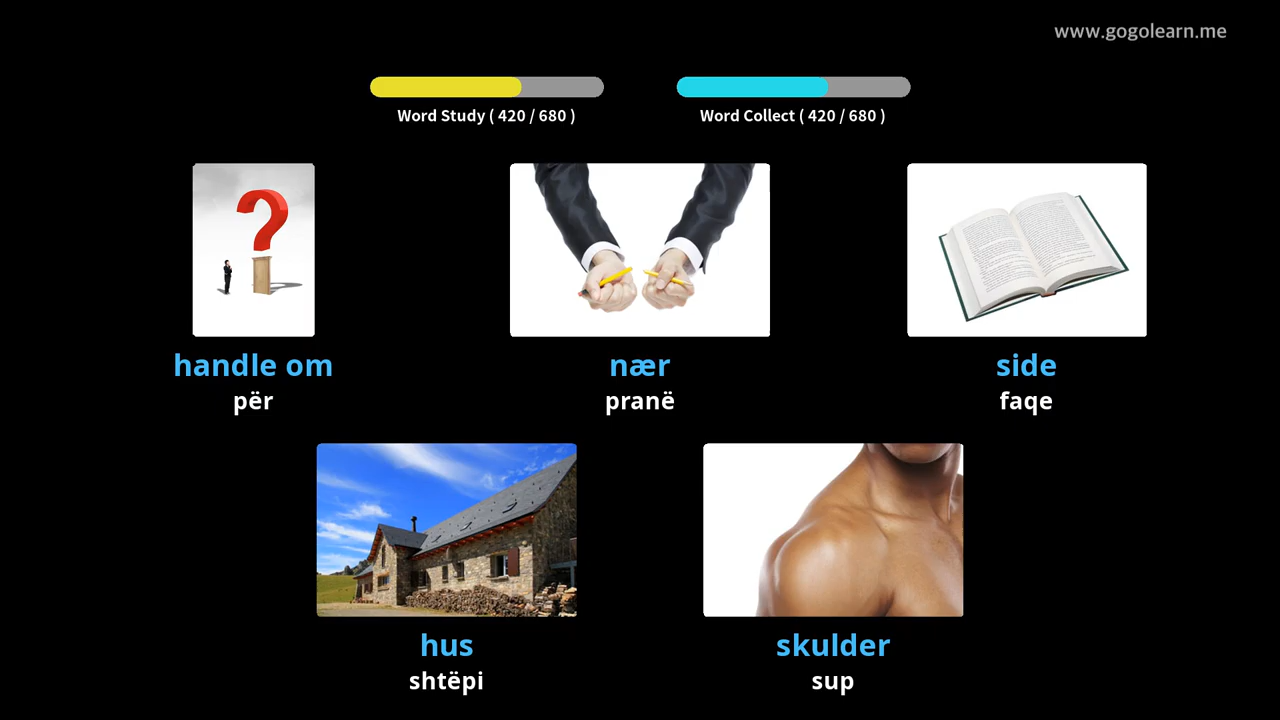 www.gogolearn.me
Word Study ( 420 / 680 )
Word Collect ( 420 / 680 )
handle om
për
nær
pranë
side
faqe
hus
shtëpi
skulder
sup